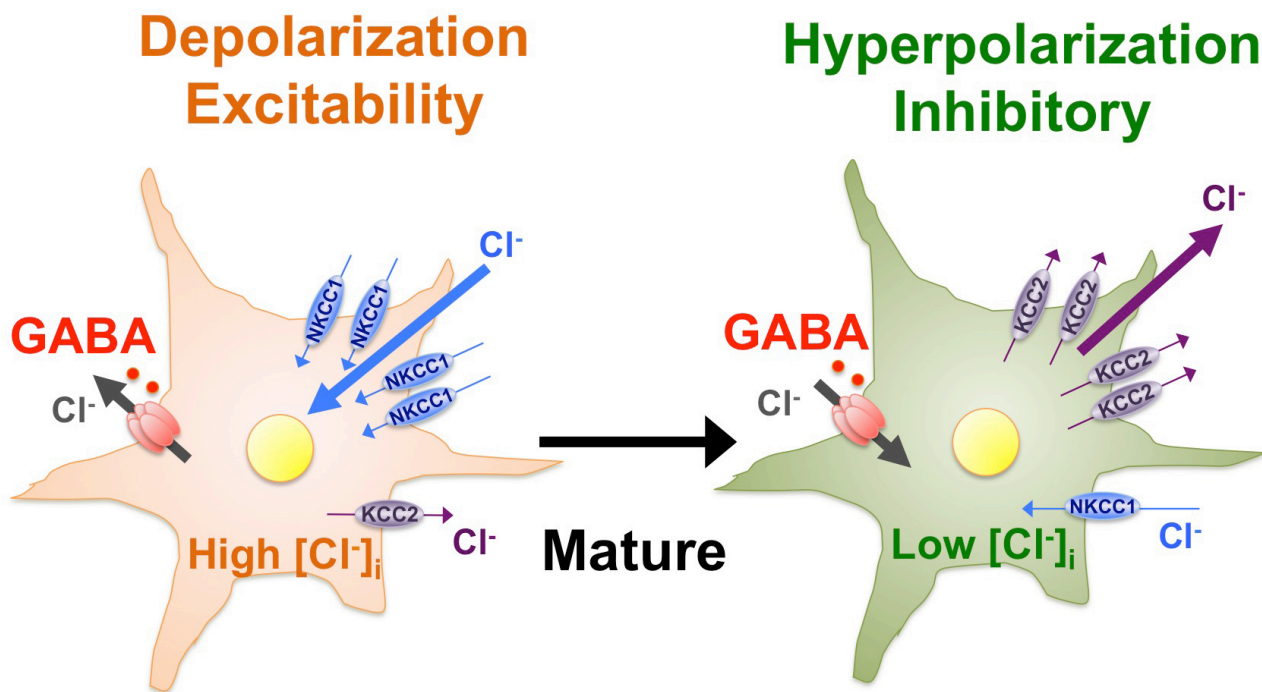 Depolarization
Excitability
Cl⁻
NKCC1
NKCC1
NKCC1
NKCC1
GABA
Cl⁻
KCC2
Cl⁻
High [Cl⁻]ᵢ
Mature
Hyperpolarization
Inhibitory
Cl⁻
KCC2
KCC2
KCC2
KCC2
GABA
Cl⁻
NKCC1
Cl⁻
Low [Cl⁻]ᵢ